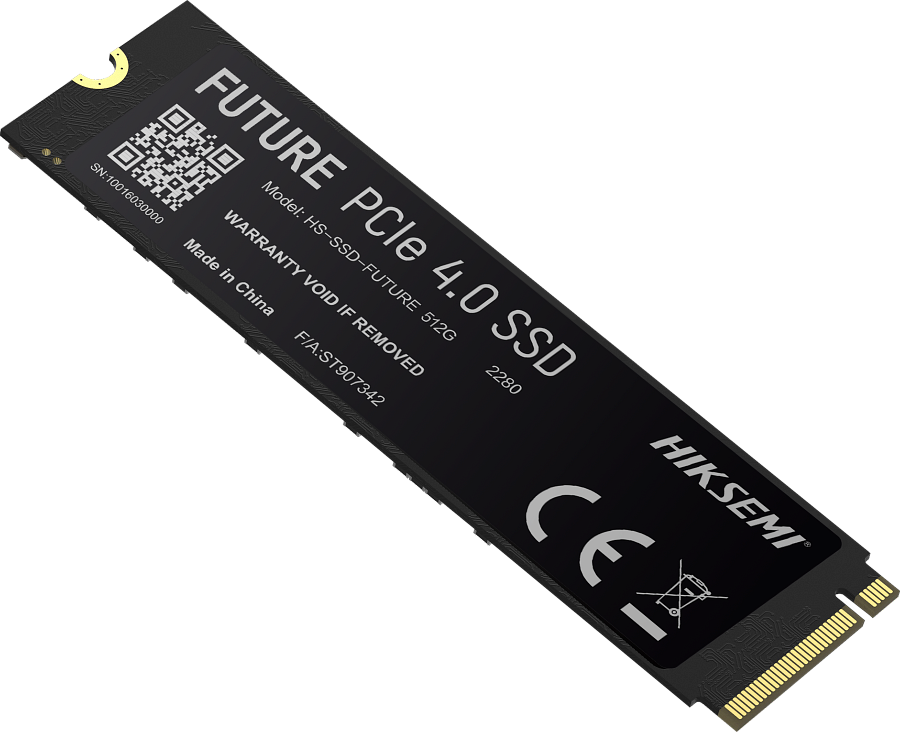 FUTURE PCIe 4.0 SSD
Model: HS-SSD-FUTURE 512G
2280
WARRANTY VOID IF REMOVED
Made in China
F/A:ST907342
SN:10016030000
HIKSEMI®
CE